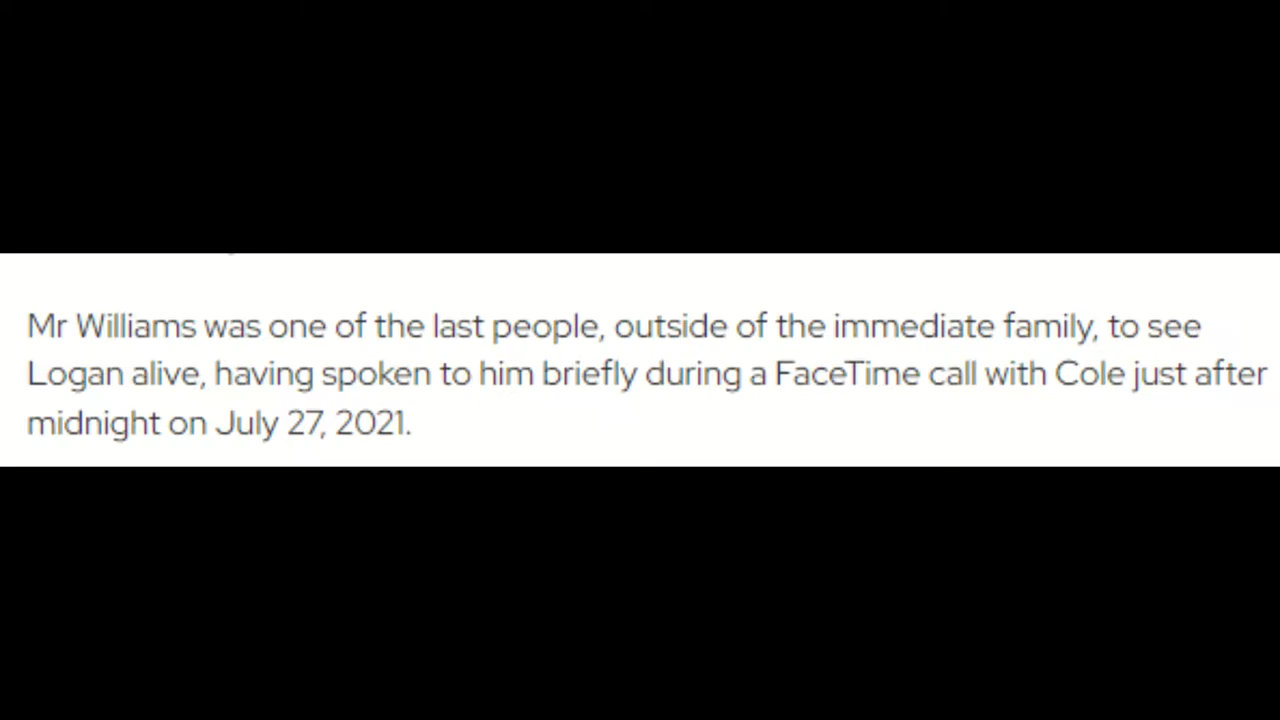 Mr Williams was one of the last people, outside of the immediate family, to see
Logan alive, having spoken to him briefly during a FaceTime call with Cole just after
midnight on July 27, 2021.